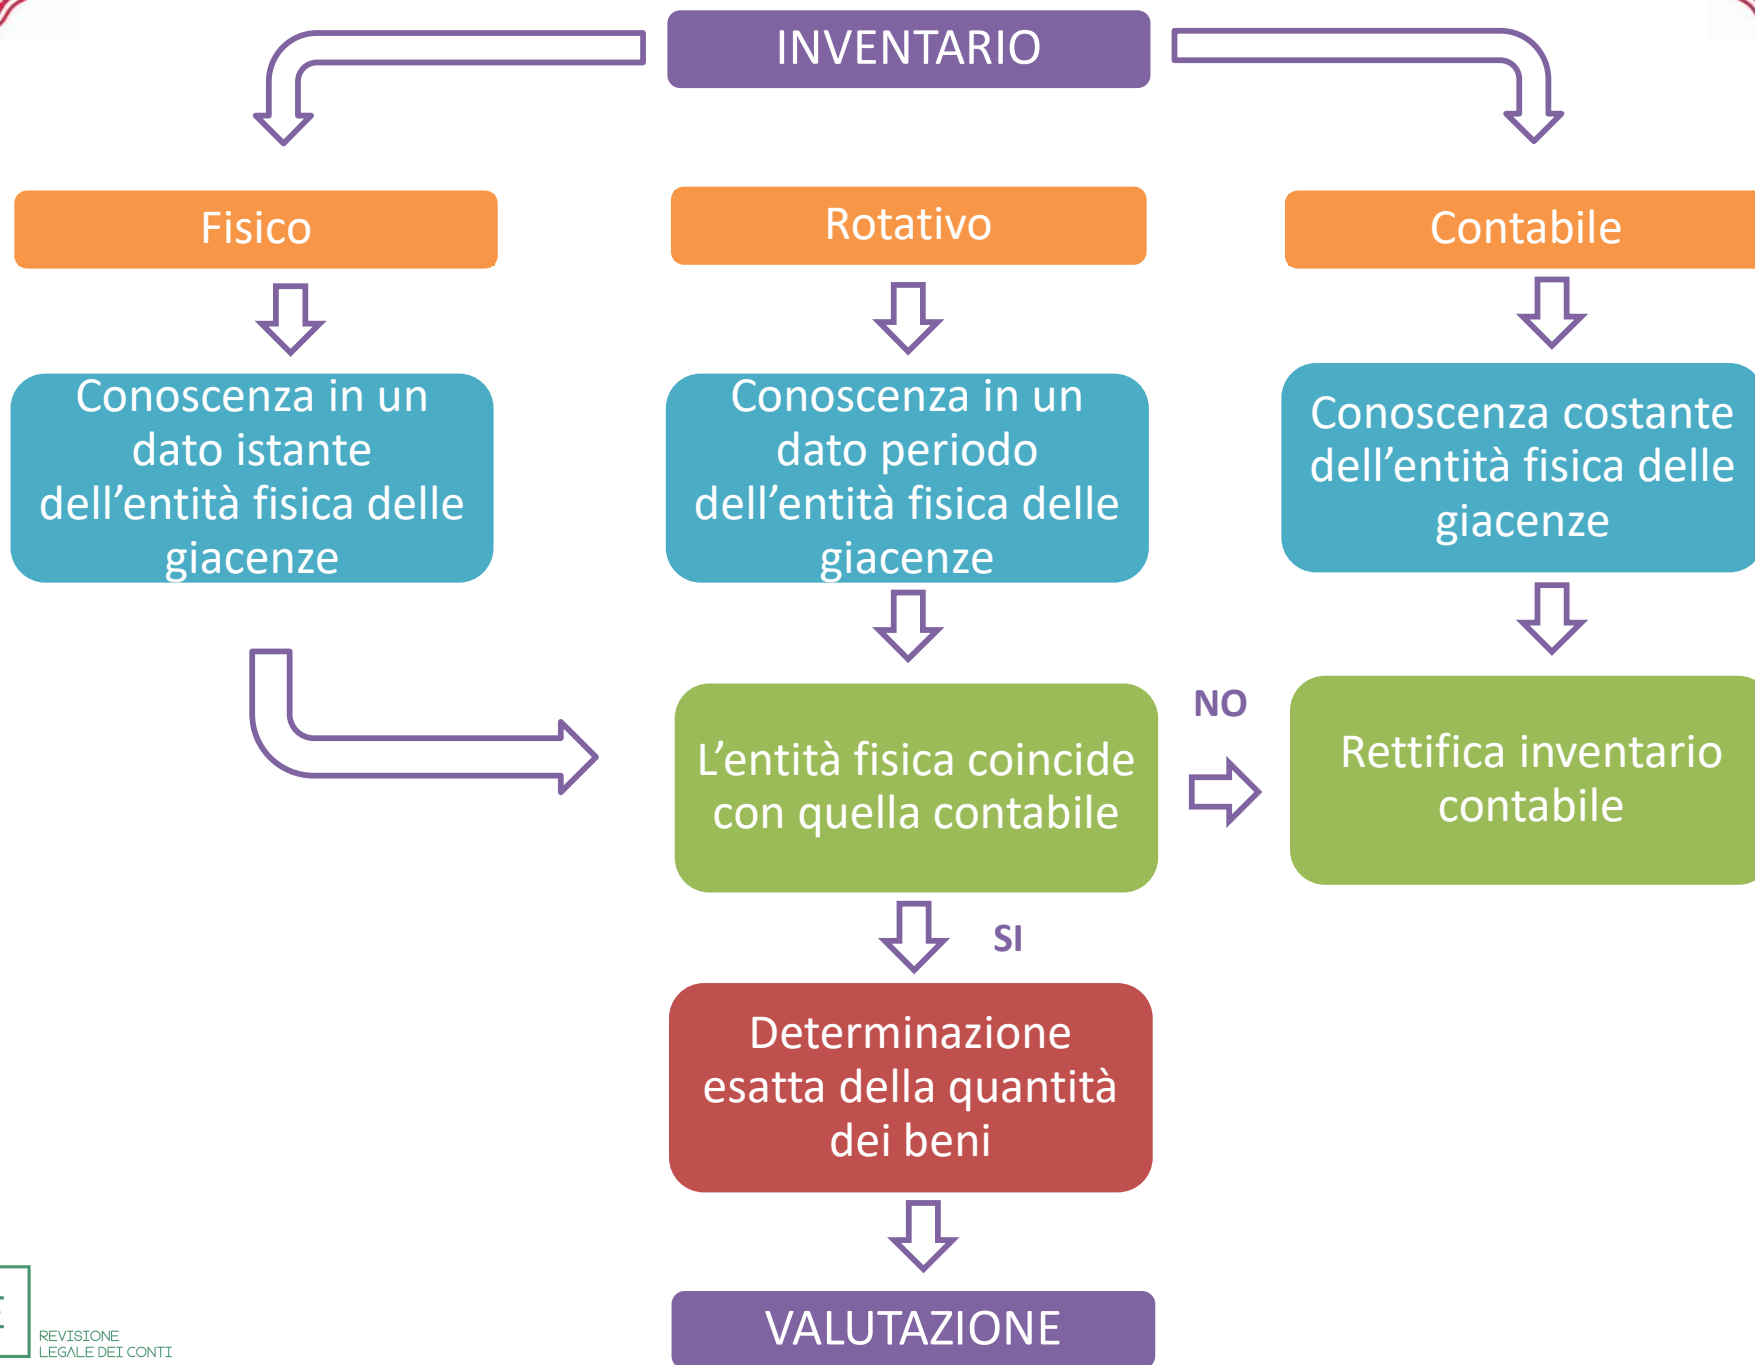 INVENTARIO
Fisico
Rotativo
Contabile
Conoscenza in un
dato istante
dell’entità fisica delle
giacenze
Conoscenza in un
dato periodo
dell’entità fisica delle
giacenze
Conoscenza costante
dell’entità fisica delle
giacenze
L’entità fisica coincide
con quella contabile
NO
Rettifica inventario
contabile
SI
Determinazione
esatta della quantità
dei beni
VALUTAZIONE
REVISIONE
LEGALE DEI CONTI